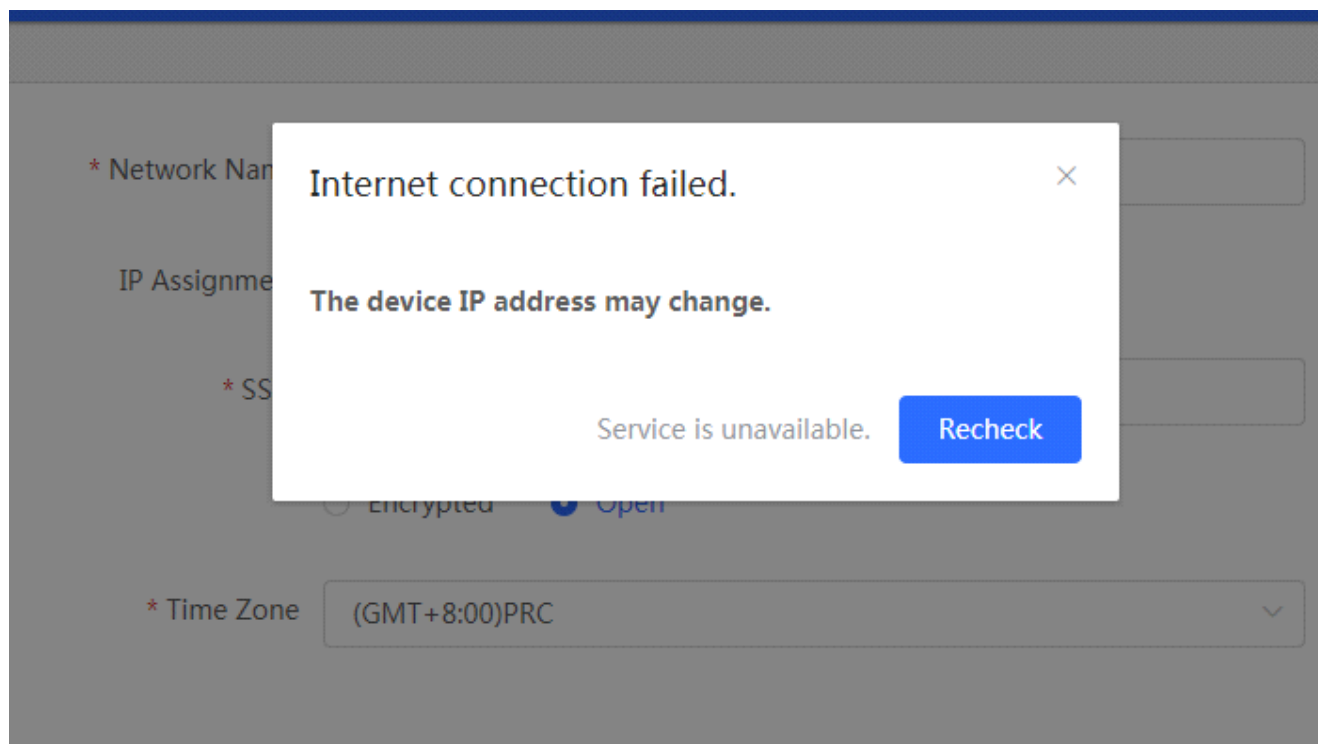 * Network Nam
Internet connection failed.
IP Assignme
The device IP address may change.
* SS
Service is unavailable. Recheck
Encrypted Open
* Time Zone (GMT+8:00)PRC